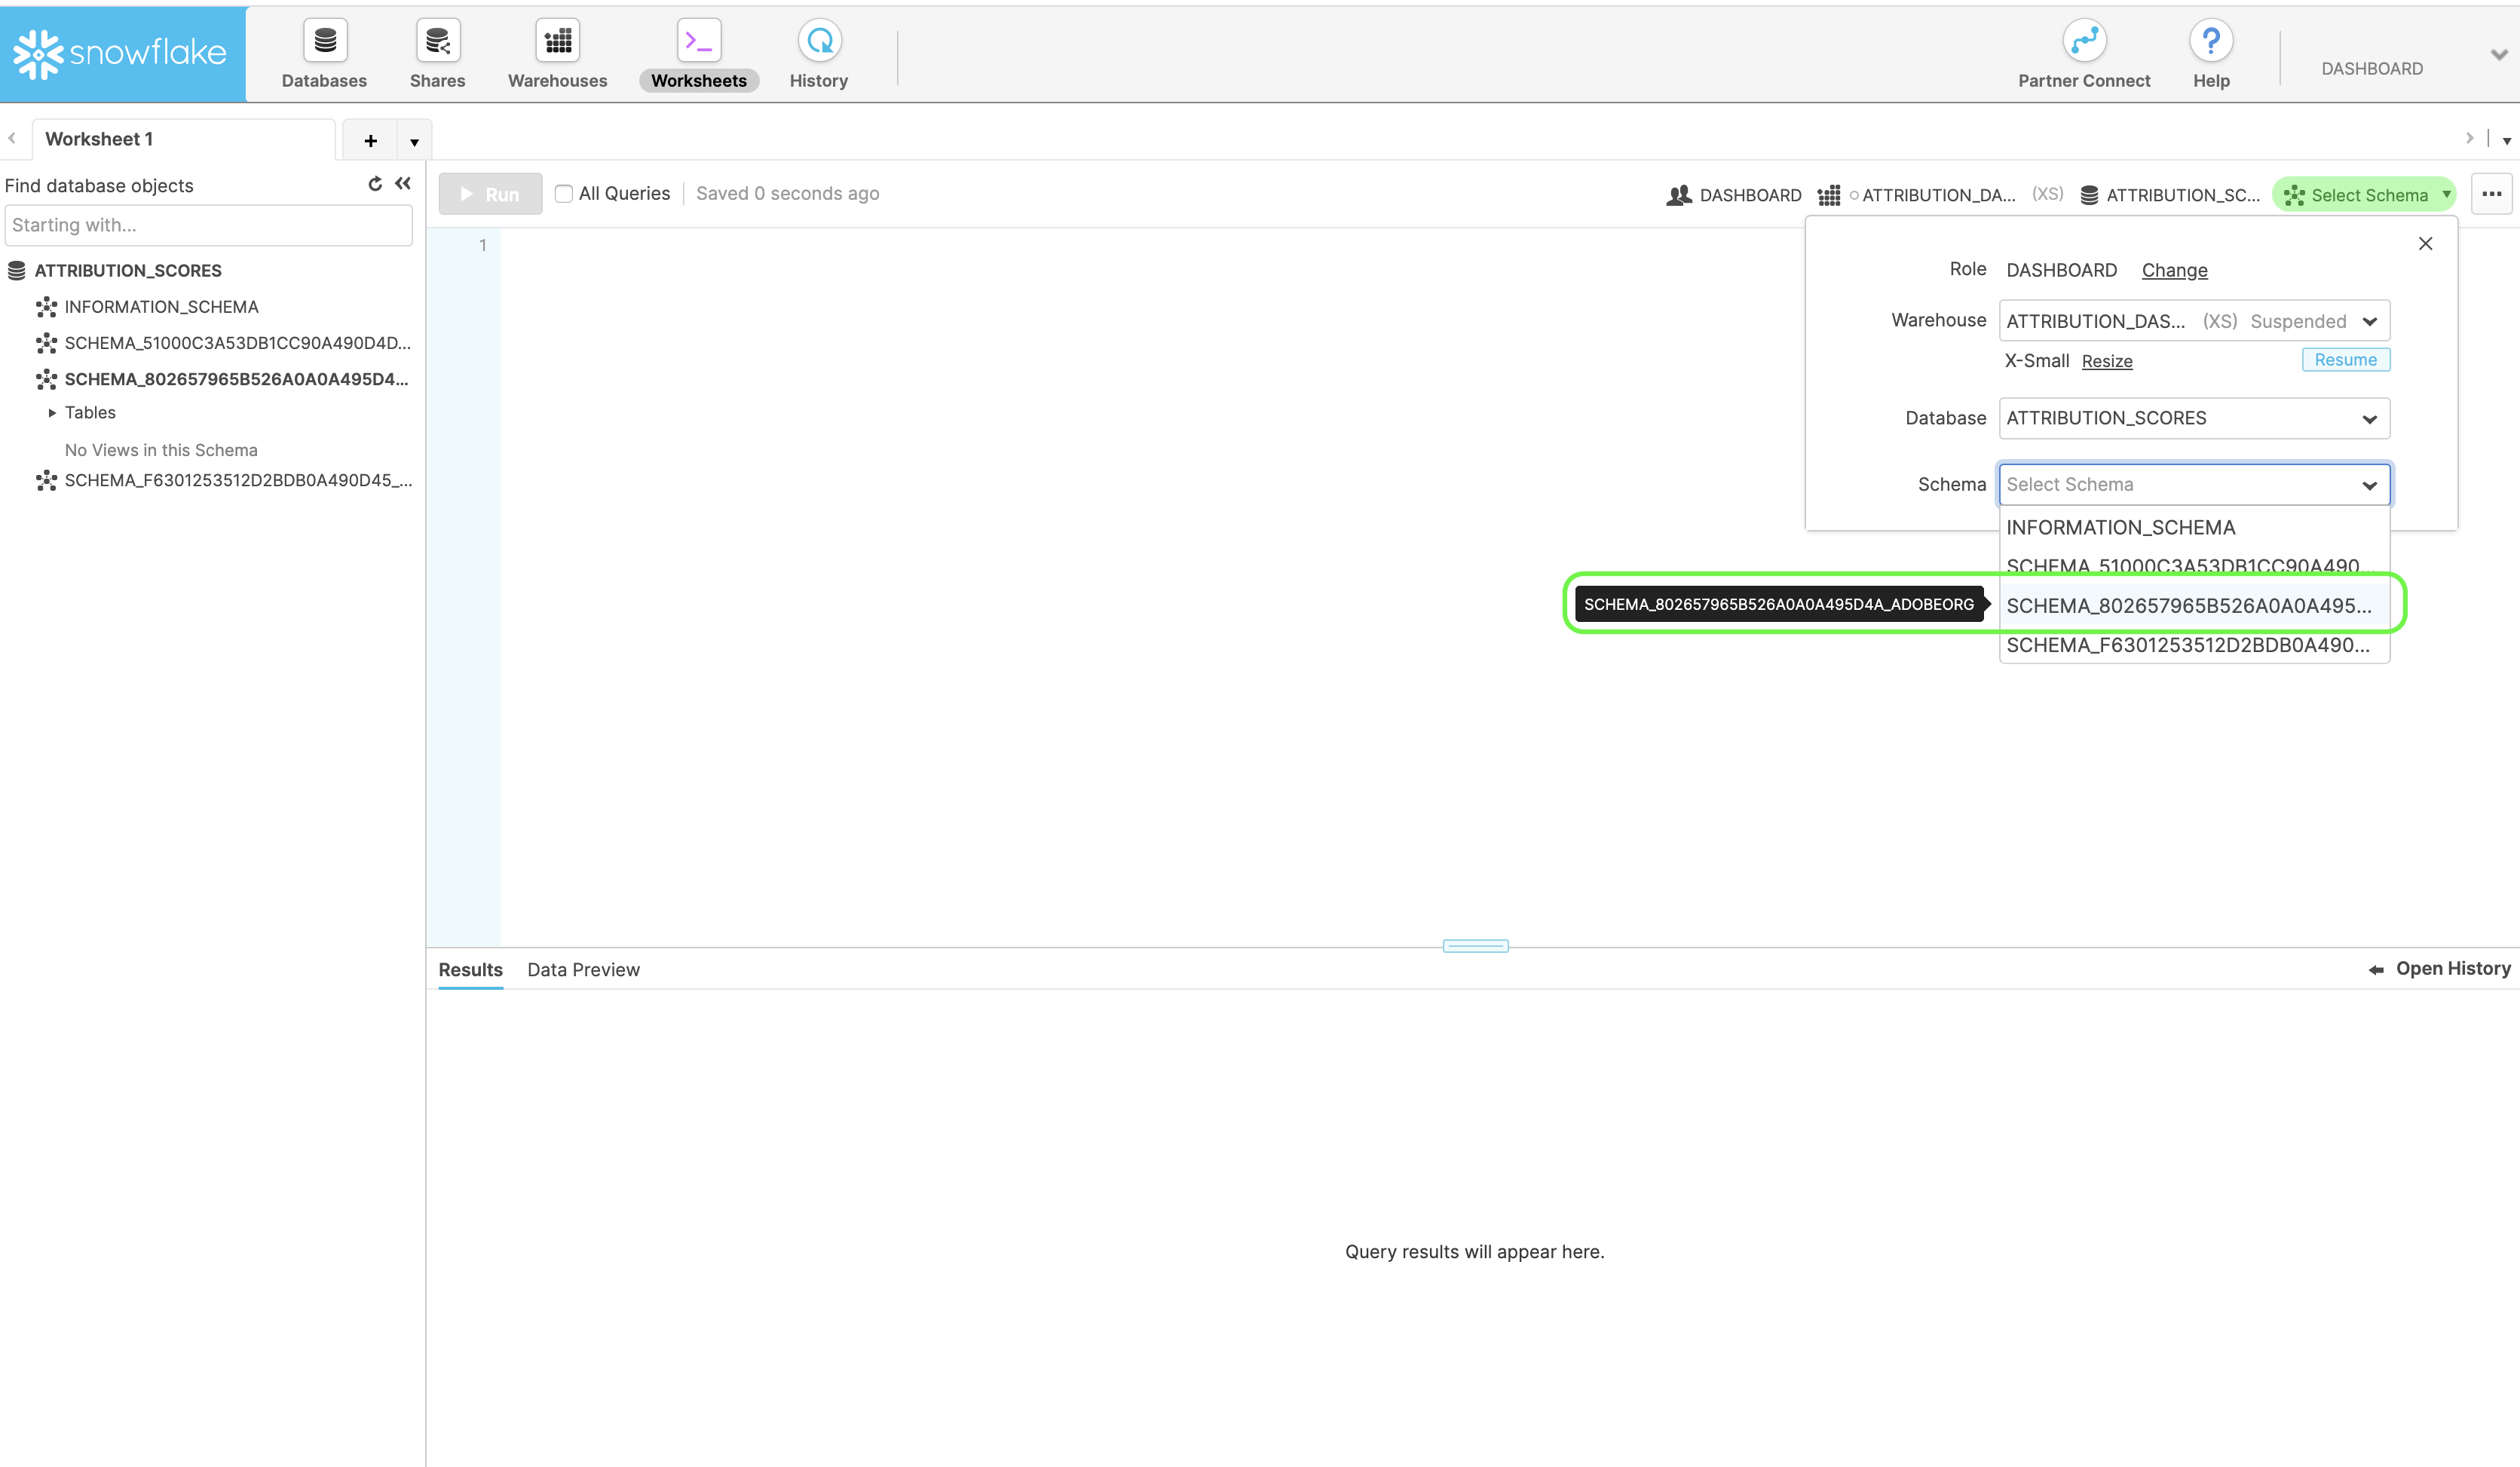 snowflake
Databases
Shares
Warehouses
Worksheets
History
Partner Connect
Help
DASHBOARD
Worksheet 1
Find database objects
Starting with...
ATTRIBUTION_SCORES
INFORMATION_SCHEMA
SCHEMA_51000C3A53DB1CC90A490D4D...
SCHEMA_802657965B526A0A0A495D4...
Tables
No Views in this Schema
SCHEMA_F6301253512D2BDB0A490D45_...
Run
All Queries
Saved 0 seconds ago
DASHBOARD
ATTRIBUTION_DA... (XS)
ATTRIBUTION_SC...
Select Schema
1
Role DASHBOARD Change
Warehouse ATTRIBUTION_DAS... (XS) Suspended
X-Small Resize Resume
Database ATTRIBUTION_SCORES
Schema Select Schema
INFORMATION_SCHEMA
SCHEMA_51000C3A53DB1CC90A490...
SCHEMA_802657965B526A0A0A495D4A_ADOBEORG
SCHEMA_802657965B526A0A0A495...
SCHEMA_F6301253512D2BDB0A490...
Results
Data Preview
Open History
Query results will appear here.